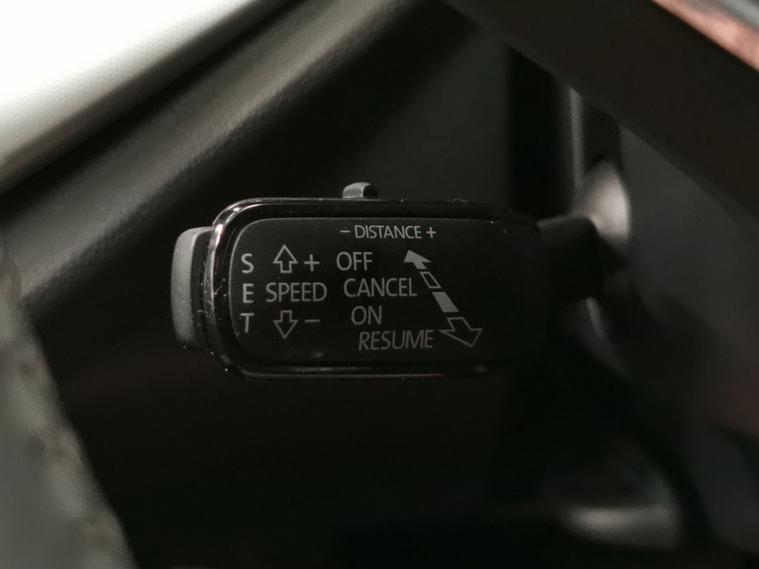 − DISTANCE +
S + OFF
E SPEED CANCEL
T − ON
RESUME